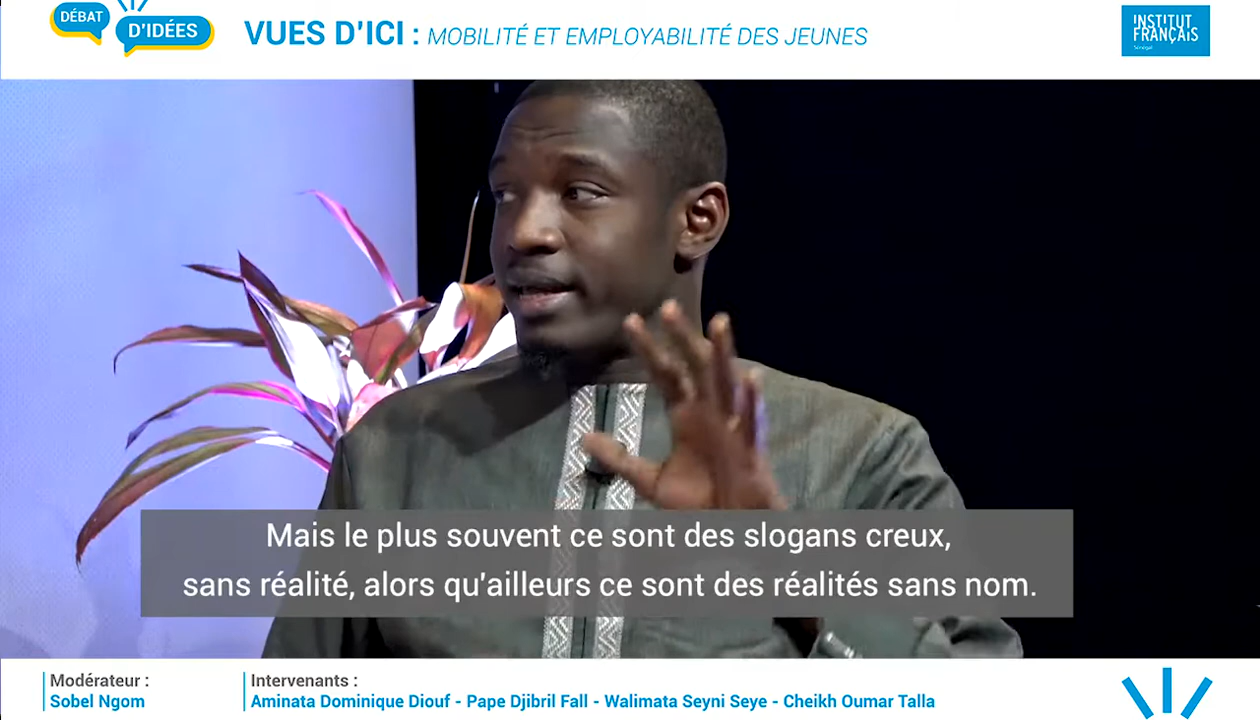 DÉBAT
D'IDÉES
VUES D'ICI : MOBILITÉ ET EMPLOYABILITÉ DES JEUNES
INSTITUT
FRANÇAIS
Sénégal
Mais le plus souvent ce sont des slogans creux,
sans réalité, alors qu'ailleurs ce sont des réalités sans nom.
Modérateur :
Sobel Ngom
Intervenants :
Aminata Dominique Diouf - Pape Djibril Fall - Walimata Seyni Seye - Cheikh Oumar Talla